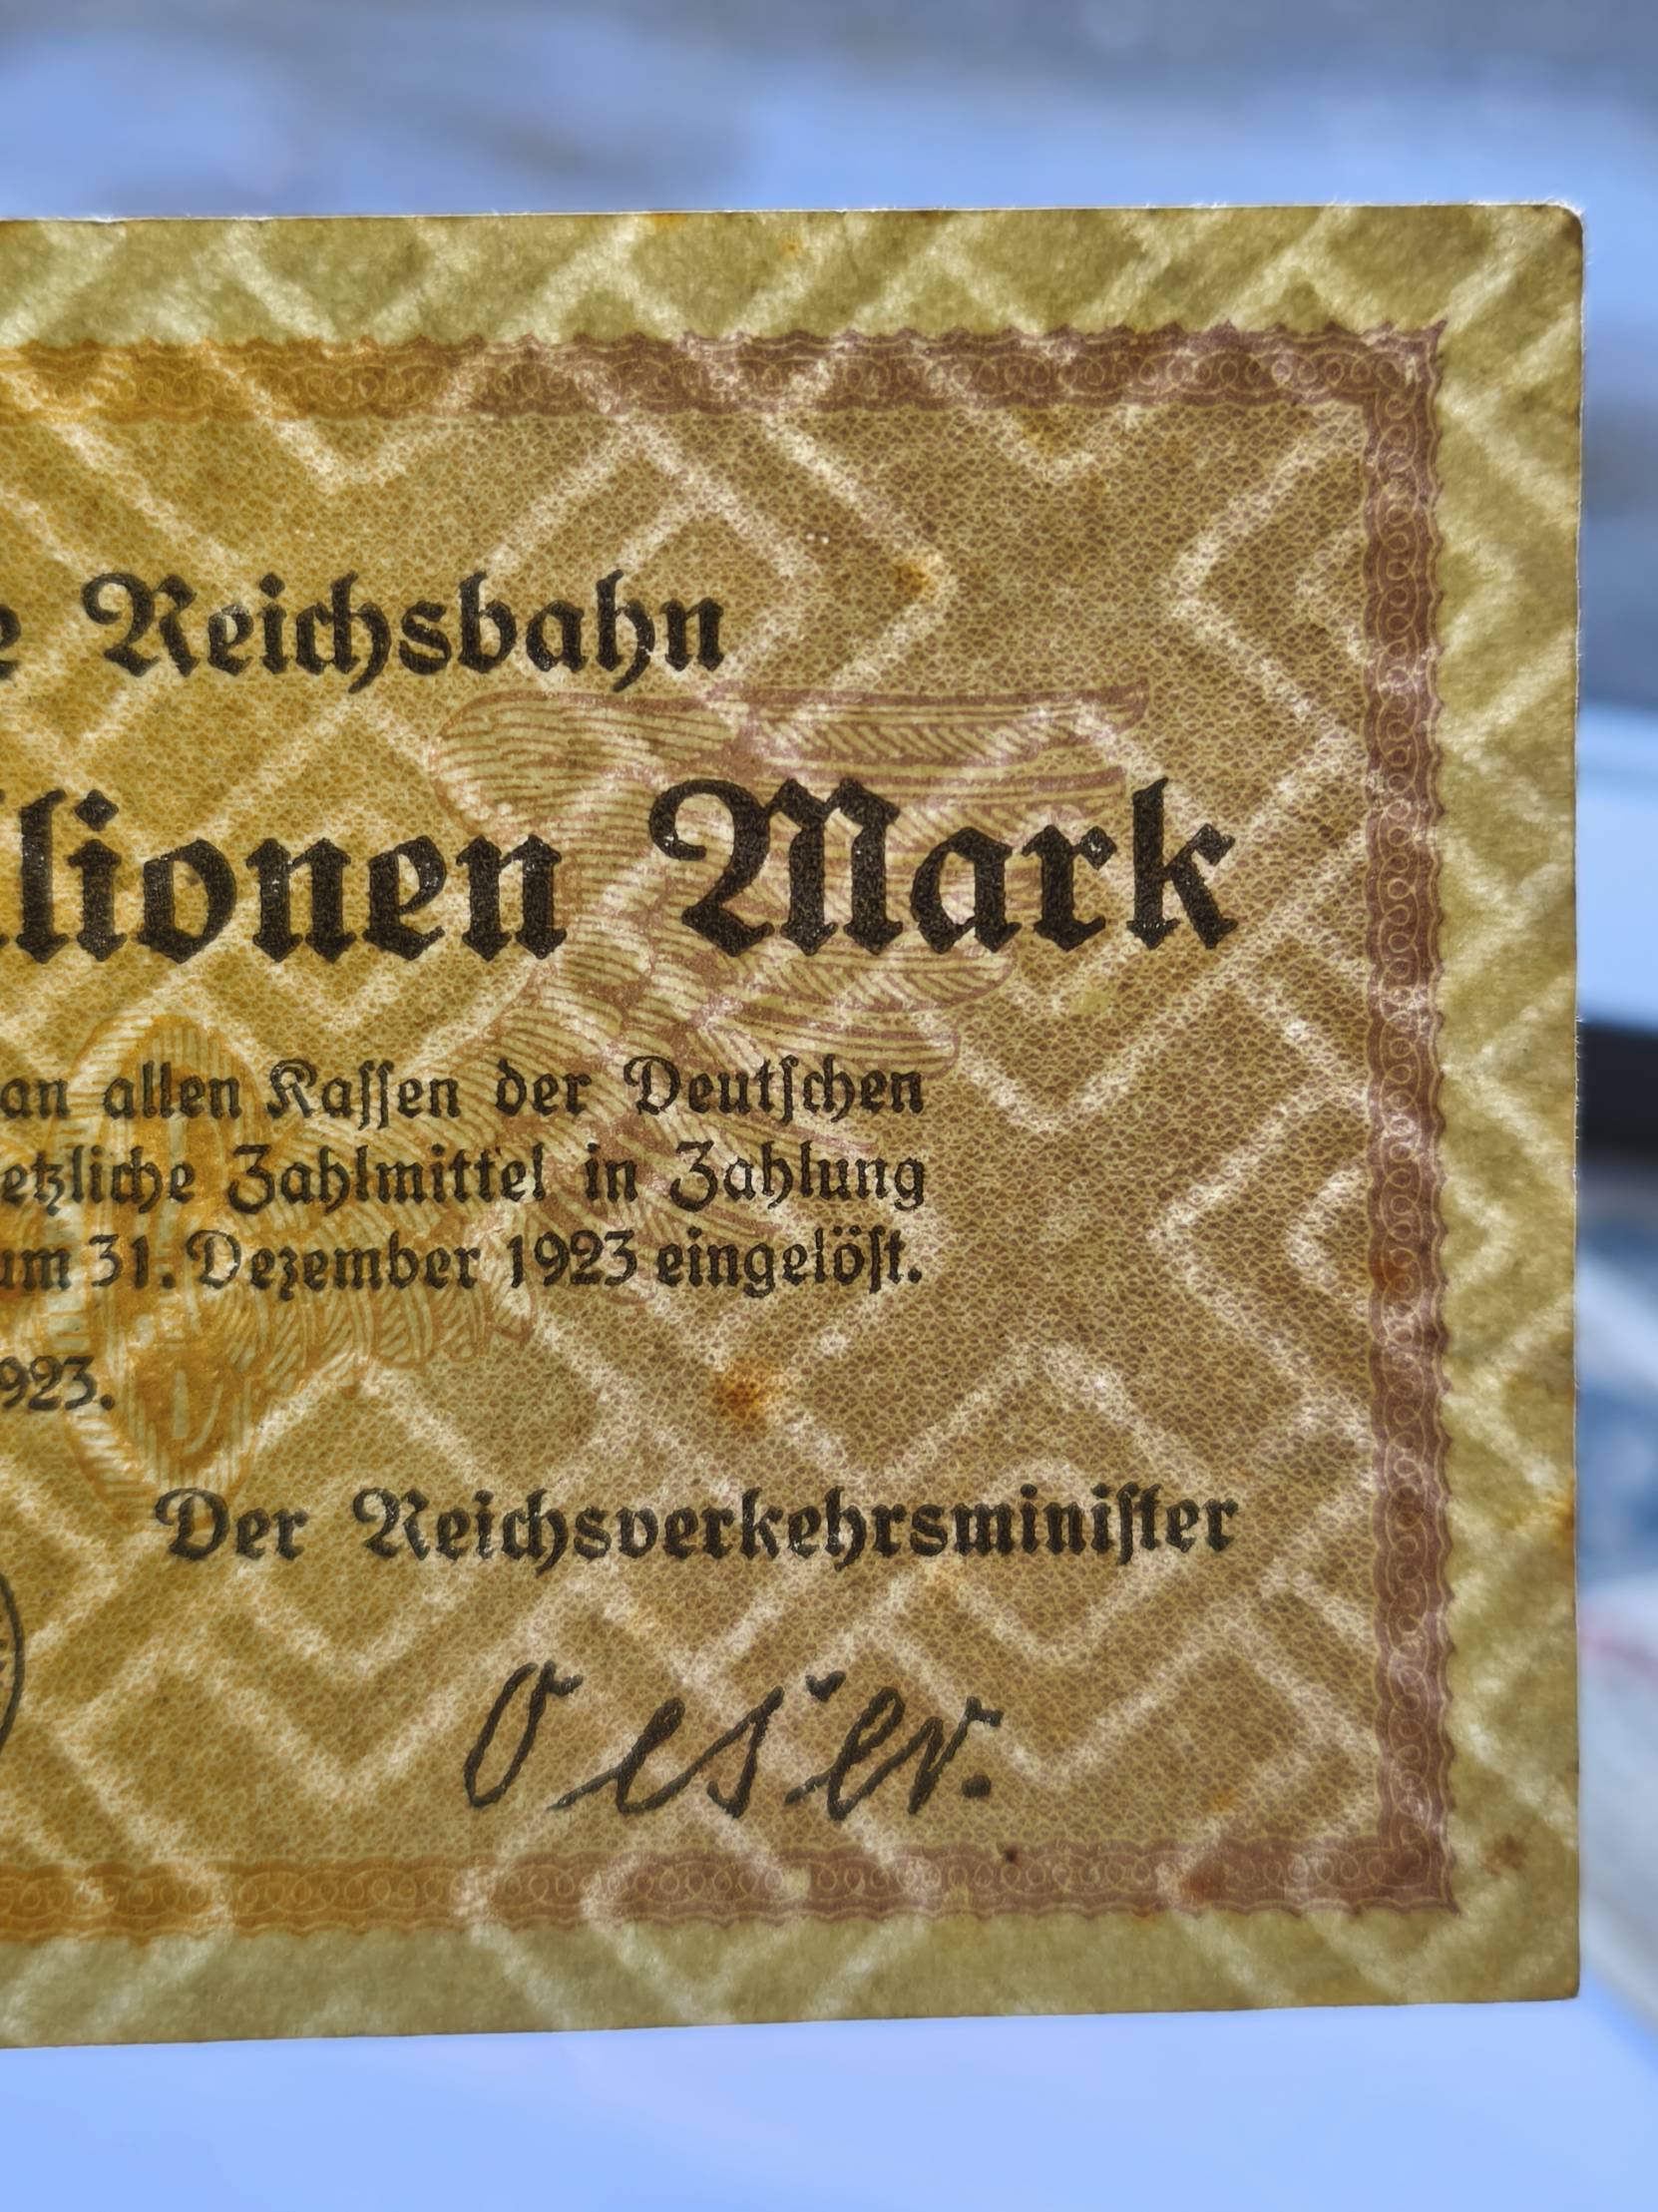 e Reichsbahn
lionen Mark
an allen Kaſſen der Deutſchen
etzliche Zahlmittel in Zahlung
um 31. Dezember 1923 eingelöſt.
923.
Der Reichsverkehrsminiſter
Oeser.